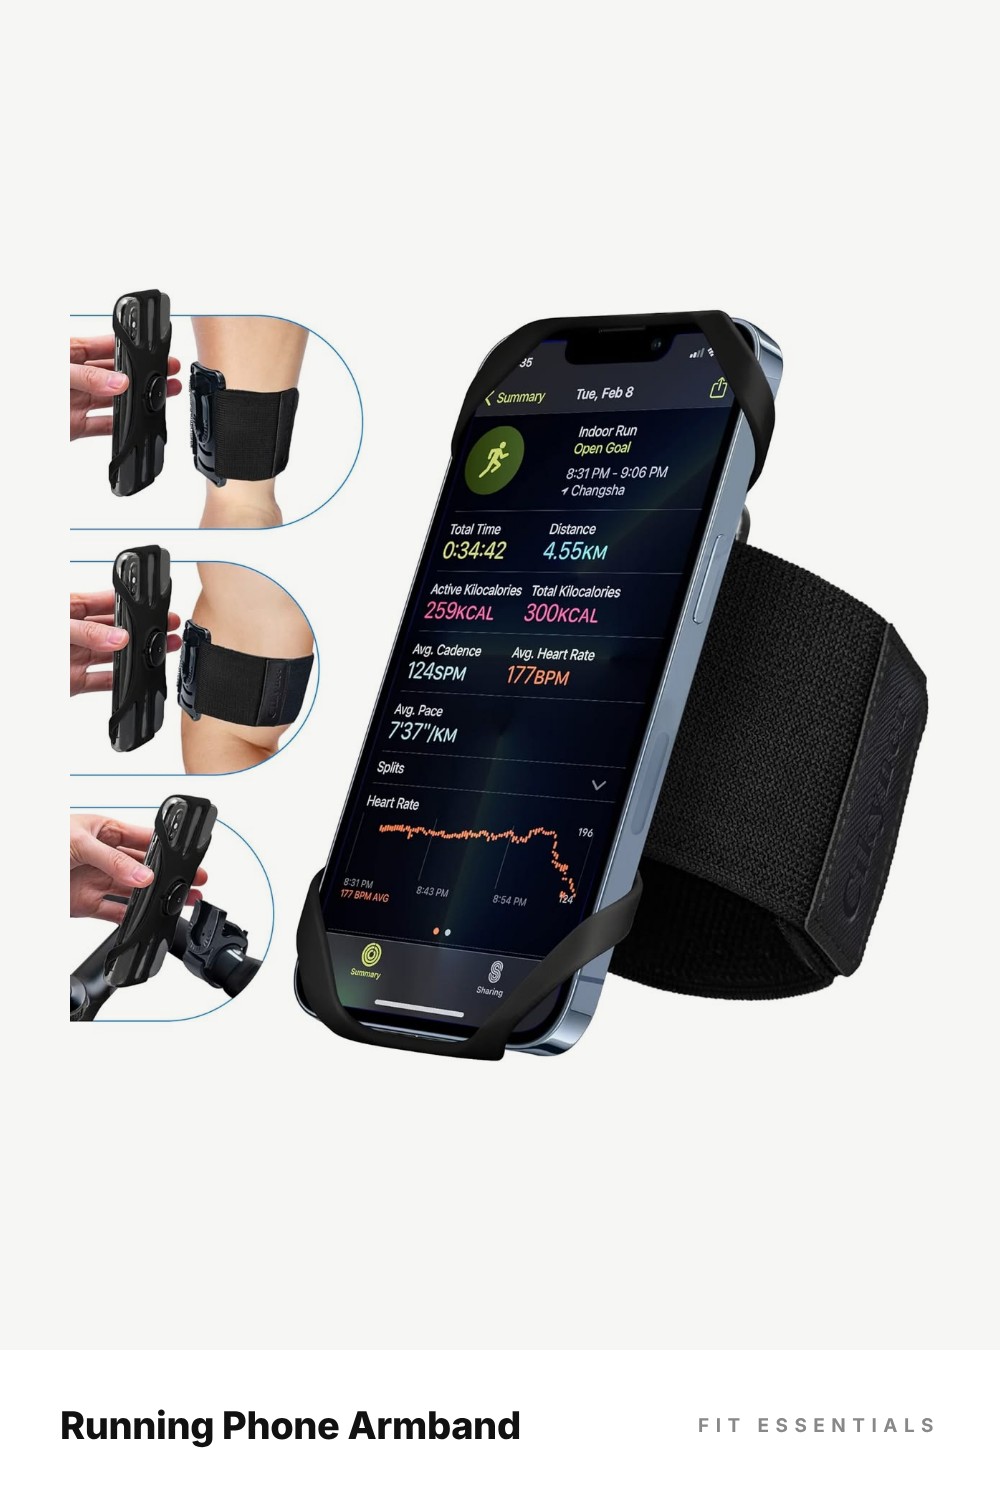 35
Summary
Tue, Feb 8
Indoor Run
Open Goal
8:31 PM - 9:06 PM
Changsha
Total Time
Distance
0:34:42
4.55KM
Active Kilocalories
Total Kilocalories
259KCAL
300KCAL
Avg. Cadence
Avg. Heart Rate
124SPM
177BPM
Avg. Pace
7'37"/KM
Splits
Heart Rate
196
8:31 PM
8:43 PM
8:54 PM
124
177 BPM AVG
Summary
Sharing
Running Phone Armband
FIT ESSENTIALS